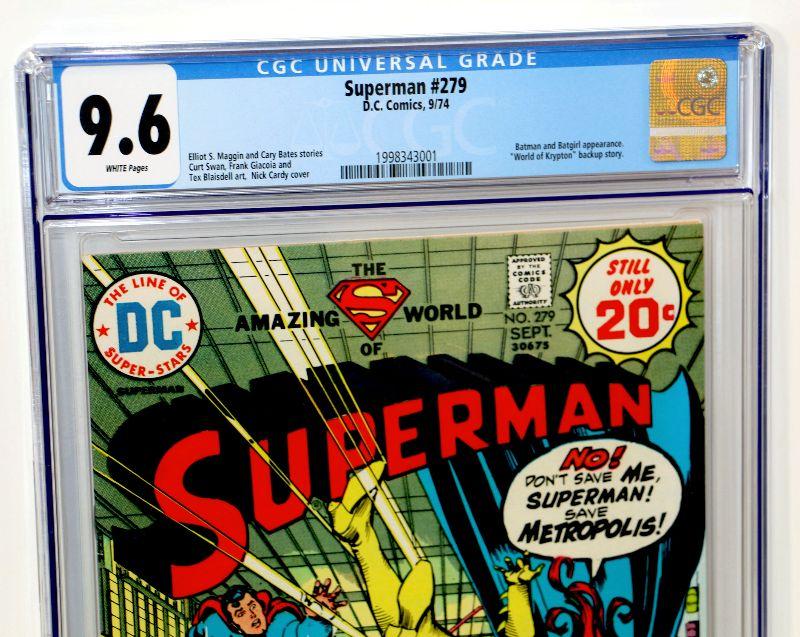 CGC UNIVERSAL GRADE
9.6
WHITE Pages
Superman #279
D.C. Comics, 9/74
Elliot S. Maggin and Cary Bates stories
Curt Swan, Frank Giacoia and
Tex Blaisdell art, Nick Cardy cover
1998343001
Batman and Batgirl appearance.
"World of Krypton" backup story.
CGC
CGC
THE LINE OF
DC
SUPER-STARS
SUPERMAN
THE
AMAZING S WORLD
OF
APPROVED
BY THE
COMICS
CODE
AUTHORITY
NO. 279
SEPT.
30675
STILL
ONLY
20¢
SUPERMAN
NO!
DON'T SAVE ME,
SUPERMAN!
SAVE
METROPOLIS!